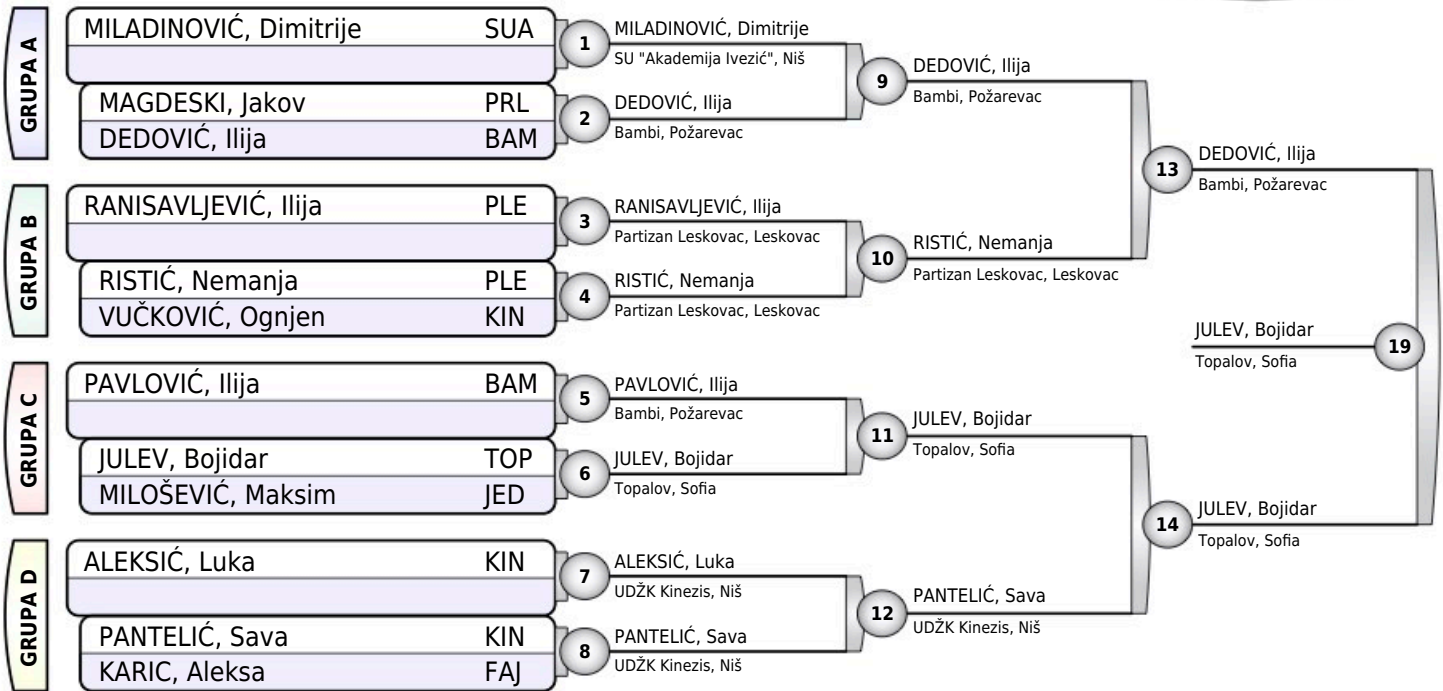 GRUPA A
MILADINOVIĆ, Dimitrije SUA
MAGDESKI, Jakov PRL
DEDOVIĆ, Ilija BAM
GRUPA B
RANISAVLJEVIĆ, Ilija PLE
RISTIĆ, Nemanja PLE
VUČKOVIĆ, Ognjen KIN
GRUPA C
PAVLOVIĆ, Ilija BAM
JULEV, Bojidar TOP
MILOŠEVIĆ, Maksim JED
GRUPA D
ALEKSIĆ, Luka KIN
PANTELIĆ, Sava KIN
KARIC, Aleksa FAJ
1
MILADINOVIĆ, Dimitrije
SU "Akademija Ivezić", Niš
2
DEDOVIĆ, Ilija
Bambi, Požarevac
3
RANISAVLJEVIĆ, Ilija
Partizan Leskovac, Leskovac
4
RISTIĆ, Nemanja
Partizan Leskovac, Leskovac
5
PAVLOVIĆ, Ilija
Bambi, Požarevac
6
JULEV, Bojidar
Topalov, Sofia
7
ALEKSIĆ, Luka
UDŽK Kinezis, Niš
8
PANTELIĆ, Sava
UDŽK Kinezis, Niš
9
DEDOVIĆ, Ilija
Bambi, Požarevac
10
RISTIĆ, Nemanja
Partizan Leskovac, Leskovac
11
JULEV, Bojidar
Topalov, Sofia
12
PANTELIĆ, Sava
UDŽK Kinezis, Niš
13
DEDOVIĆ, Ilija
Bambi, Požarevac
14
JULEV, Bojidar
Topalov, Sofia
JULEV, Bojidar
Topalov, Sofia
19